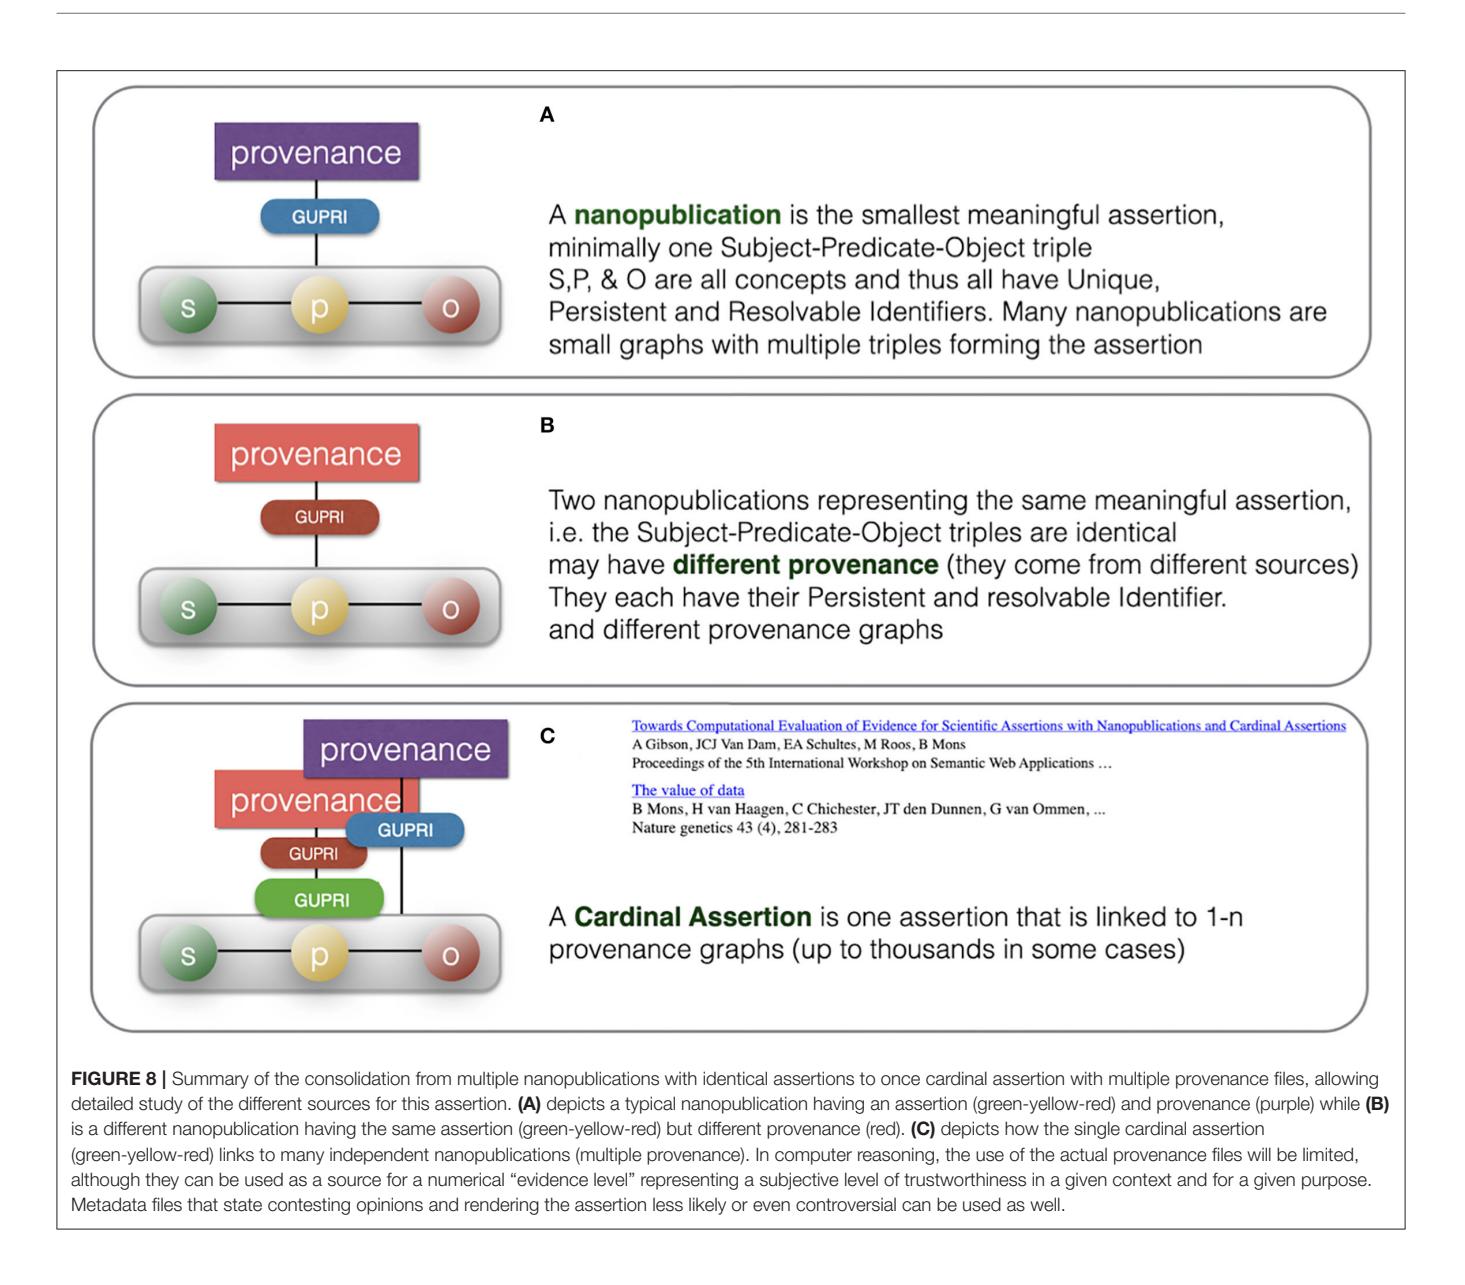 A
provenance
GUPRI
s p o
A nanopublication is the smallest meaningful assertion,
minimally one Subject-Predicate-Object triple
S,P, & O are all concepts and thus all have Unique,
Persistent and Resolvable Identifiers. Many nanopublications are
small graphs with multiple triples forming the assertion
B
provenance
GUPRI
s p o
Two nanopublications representing the same meaningful assertion,
i.e. the Subject-Predicate-Object triples are identical
may have different provenance (they come from different sources)
They each have their Persistent and resolvable Identifier.
and different provenance graphs
C
provenance
provenance
GUPRI
GUPRI
GUPRI
s p o
Towards Computational Evaluation of Evidence for Scientific Assertions with Nanopublications and Cardinal Assertions
A Gibson, JCJ Van Dam, EA Schultes, M Roos, B Mons
Proceedings of the 5th International Workshop on Semantic Web Applications ...
The value of data
B Mons, H van Haagen, C Chichester, JT den Dunnen, G van Ommen, ...
Nature genetics 43 (4), 281-283
A Cardinal Assertion is one assertion that is linked to 1-n
provenance graphs (up to thousands in some cases)
FIGURE 8 | Summary of the consolidation from multiple nanopublications with identical assertions to once cardinal assertion with multiple provenance files, allowing
detailed study of the different sources for this assertion. (A) depicts a typical nanopublication having an assertion (green-yellow-red) and provenance (purple) while (B)
is a different nanopublication having the same assertion (green-yellow-red) but different provenance (red). (C) depicts how the single cardinal assertion
(green-yellow-red) links to many independent nanopublications (multiple provenance). In computer reasoning, the use of the actual provenance files will be limited,
although they can be used as a source for a numerical “evidence level” representing a subjective level of trustworthiness in a given context and for a given purpose.
Metadata files that state contesting opinions and rendering the assertion less likely or even controversial can be used as well.